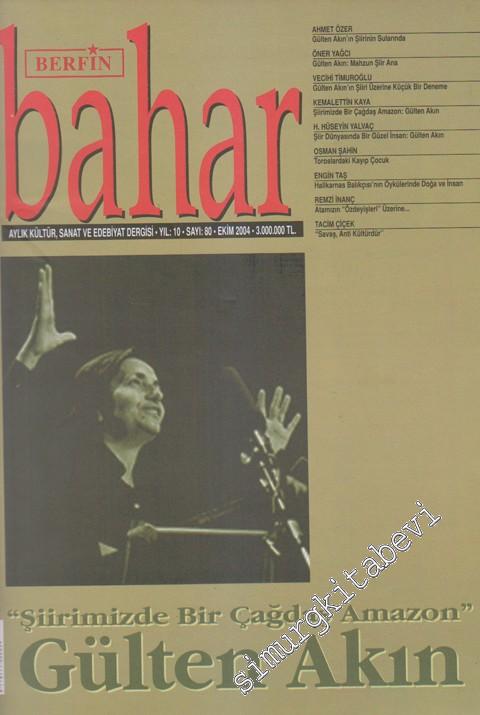 BERFİN
bahar
AYLIK KÜLTÜR, SANAT VE EDEBİYAT DERGİSİ • YIL: 10 • SAYI: 80 • EKİM 2004 • 3.000.000 TL.
AHMET ÖZER
Gülten Akın'ın Şiirinin Sularında
ÖNER YAĞCI
Gülten Akın: Mahzun Şiir Ana
VECİHİ TİMUROĞLU
Gülten Akın'ın Şiiri Üzerine Küçük Bir Deneme
KEMALETTİN KAYA
Şiirimizde Bir Çağdaş Amazon: Gülten Akın
H. HÜSEYİN YALVAÇ
Şiir Dünyasında Bir Güzel İnsan: Gülten Akın
OSMAN ŞAHİN
Toroslardaki Kayıp Çocuk
ENGİN TAŞ
Halikarnas Balıkçısı'nın Öykülerinde Doğa ve İnsan
REMZİ İNANÇ
Atamızın "Özdeyişleri" Üzerine...
TACİM ÇİÇEK
"Savaş, Anti Kültürdür"
"Şiirimizde Bir Çağdaş Amazon"
Gülten Akın
simurgkitabevi